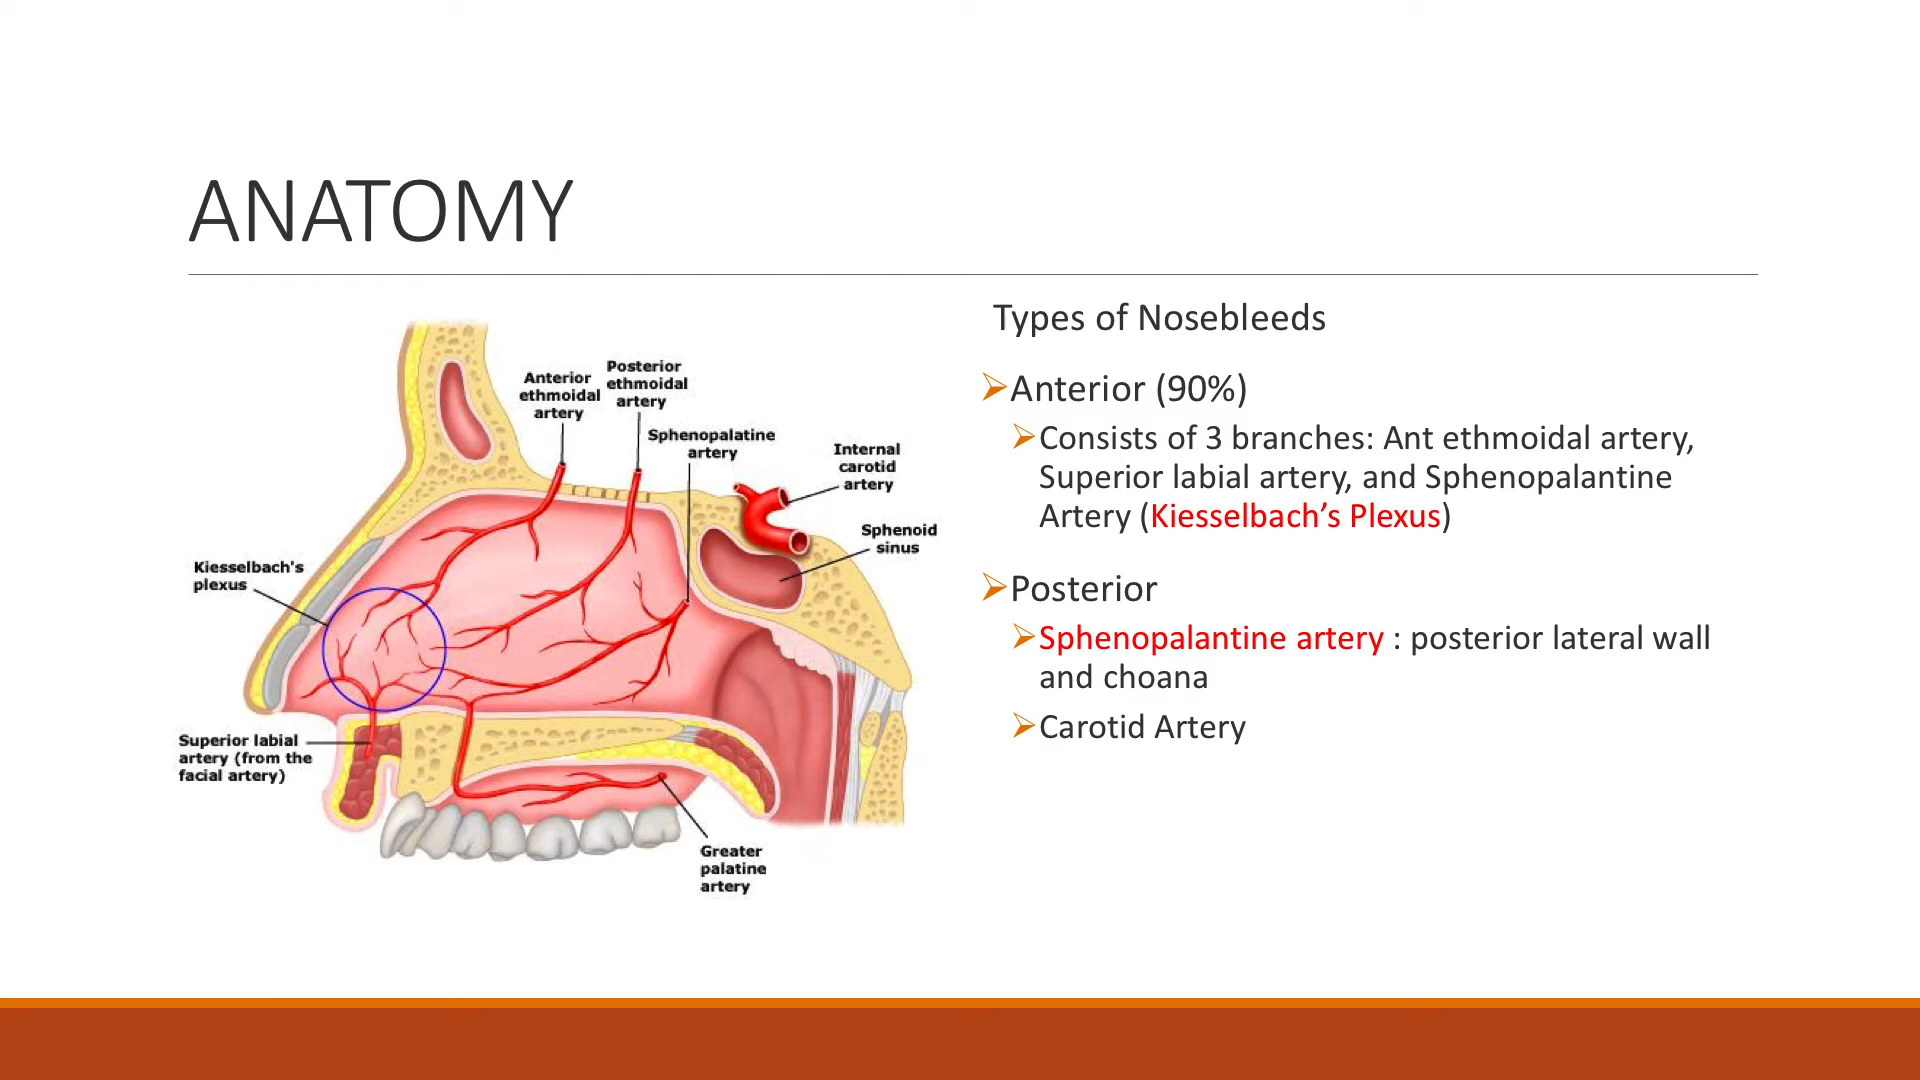 ANATOMY
Types of Nosebleeds
Anterior (90%)
Consists of 3 branches: Ant ethmoidal artery,
Superior labial artery, and Sphenopalantine
Artery (Kiesselbach’s Plexus)
Posterior
Sphenopalantine artery : posterior lateral wall
and choana
Carotid Artery
Anterior
ethmoidal
artery
Posterior
ethmoidal
artery
Sphenopalatine
artery
Internal
carotid
artery
Sphenoid
sinus
Kiesselbach's
plexus
Superior labial
artery (from the
facial artery)
Greater
palatine
artery